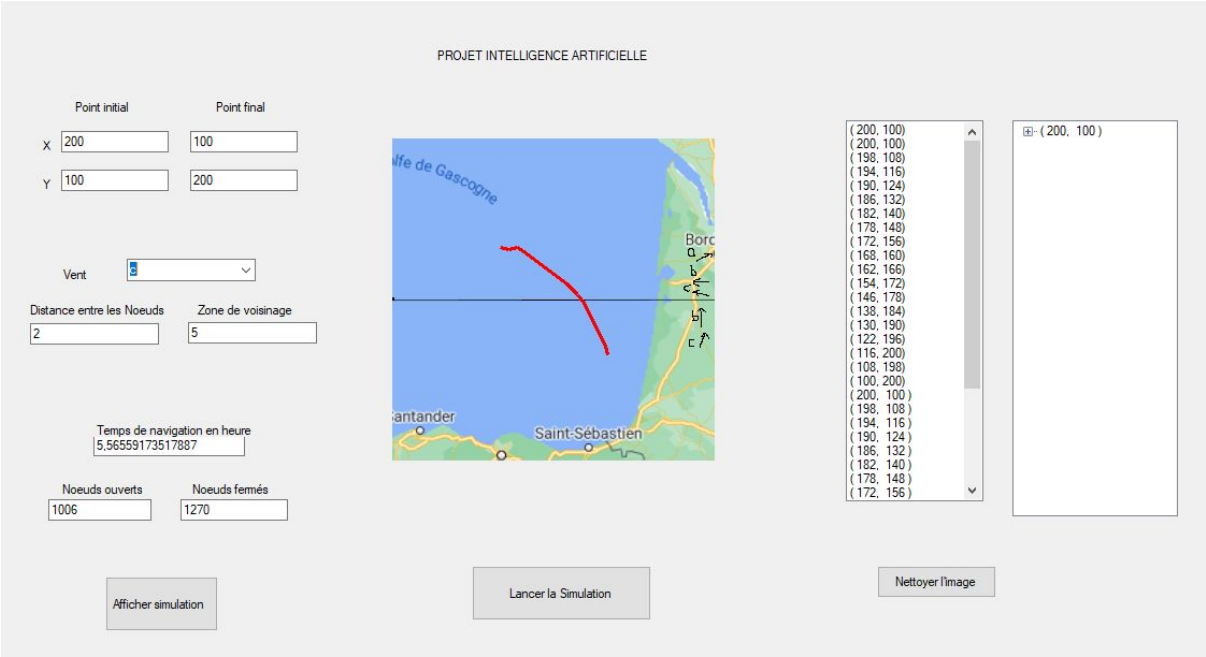 PROJET INTELLIGENCE ARTIFICIELLE
Point initial
Point final
X
200
100
Y
100
200
Vent
c
Distance entre les Noeuds
Zone de voisinage
2
5
Temps de navigation en heure
5,56559173517887
Noeuds ouverts
Noeuds fermés
1006
1270
Afficher simulation
lfe de Gascogne
Bord
a
b
c
b
c
antander
Saint-Sébastien
Lancer la Simulation
( 200, 100)
( 200, 100)
( 198, 108)
( 194, 116)
( 190, 124)
( 186, 132)
( 182, 140)
( 178, 148)
( 172, 156)
( 168, 160)
( 162, 166)
( 154, 172)
( 146, 178)
( 138, 184)
( 130, 190)
( 122, 196)
( 116, 200)
( 108, 198)
( 100, 200)
( 200, 100 )
( 198, 108 )
( 194, 116 )
( 190, 124 )
( 186, 132 )
( 182, 140 )
( 178, 148 )
( 172, 156 )
( 200, 100 )
Nettoyer l'image